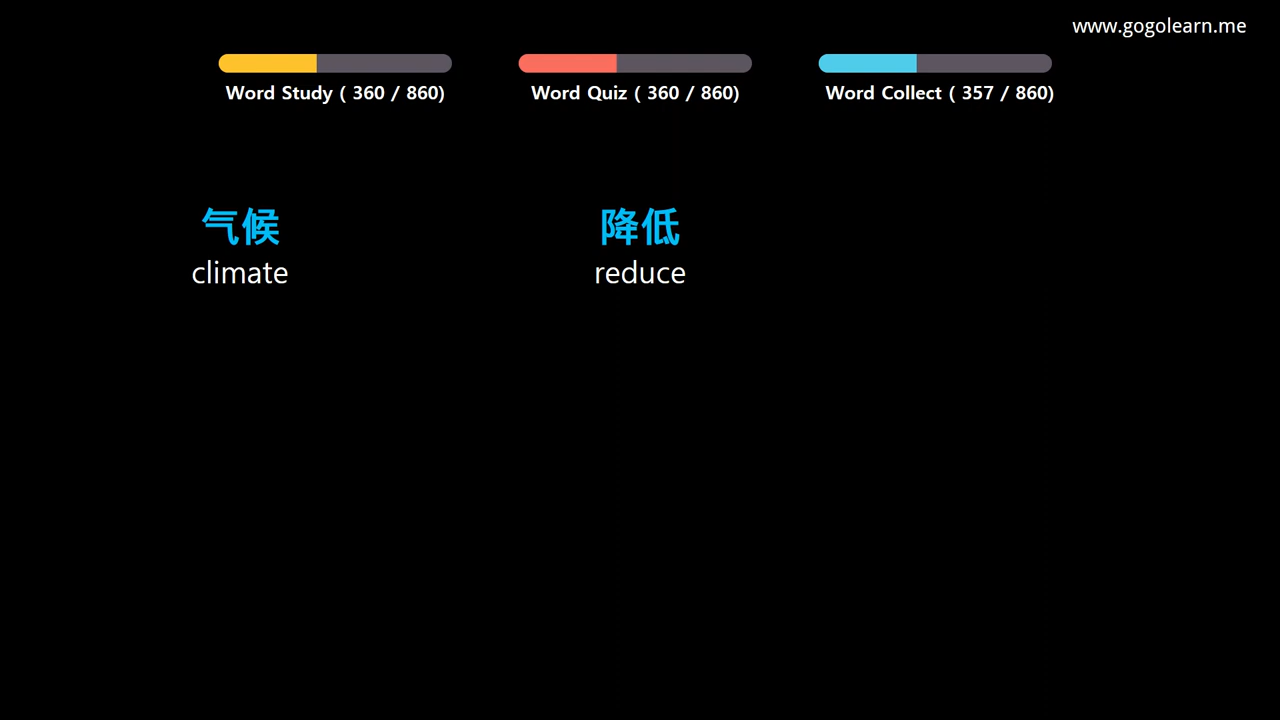 www.gogolearn.me
Word Study ( 360 / 860)
Word Quiz ( 360 / 860)
Word Collect ( 357 / 860)
气候
climate
降低
reduce